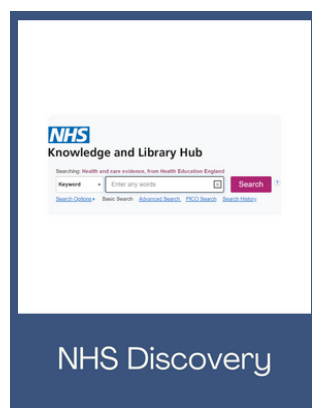 NHS
Knowledge and Library Hub
Searching: Health and care evidence, from Health Education England
Keyword Enter any words x Search ?
Search Options Basic Search Advanced Search PICO Search Search History
NHS Discovery